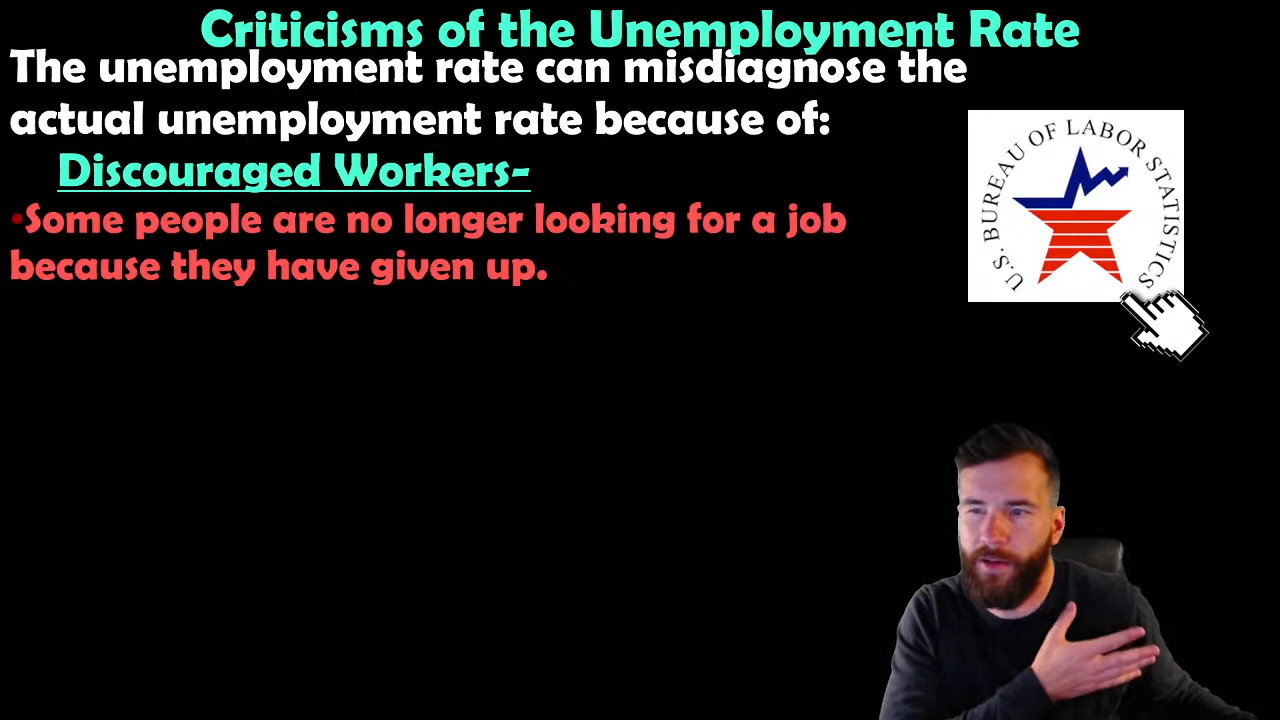 Criticisms of the Unemployment Rate
The unemployment rate can misdiagnose the
actual unemployment rate because of:
Discouraged Workers-
•Some people are no longer looking for a job
because they have given up.
U.S. BUREAU OF LABOR STATISTICS